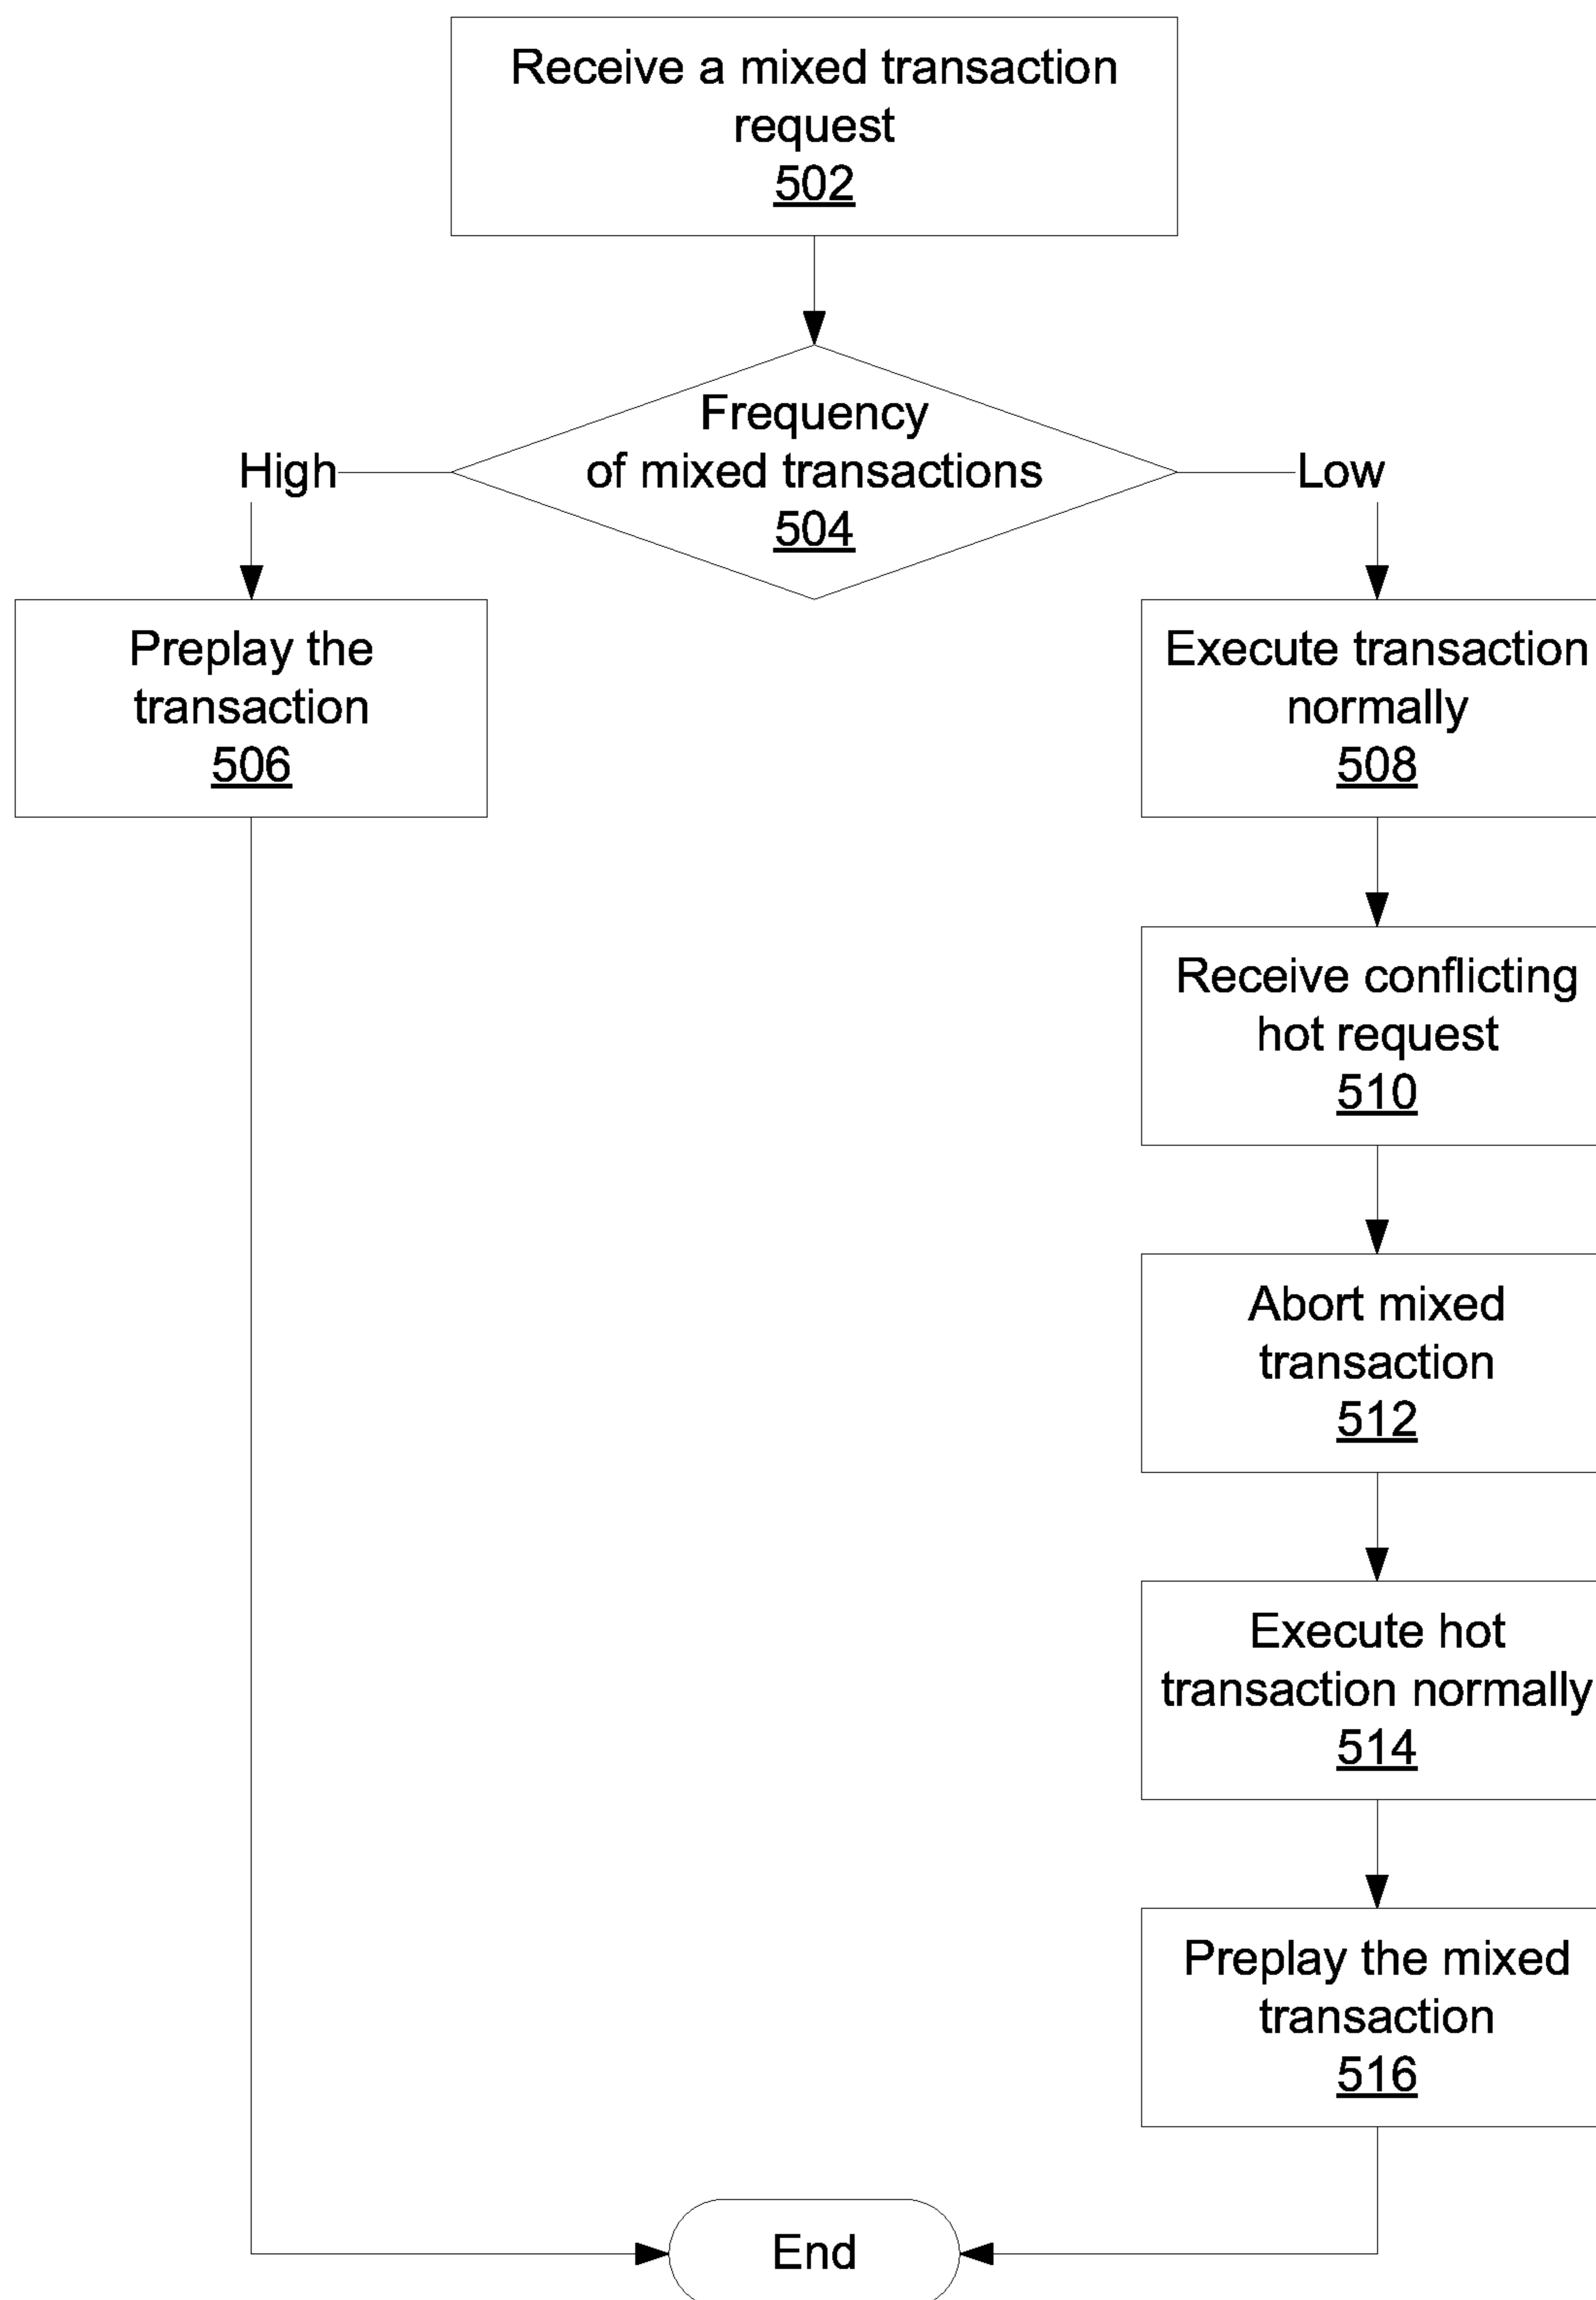 Receive a mixed transaction
request
502
Frequency
of mixed transactions
504
High
Low
Preplay the
transaction
506
Execute transaction
normally
508
Receive conflicting
hot request
510
Abort mixed
transaction
512
Execute hot
transaction normally
514
Preplay the mixed
transaction
516
End